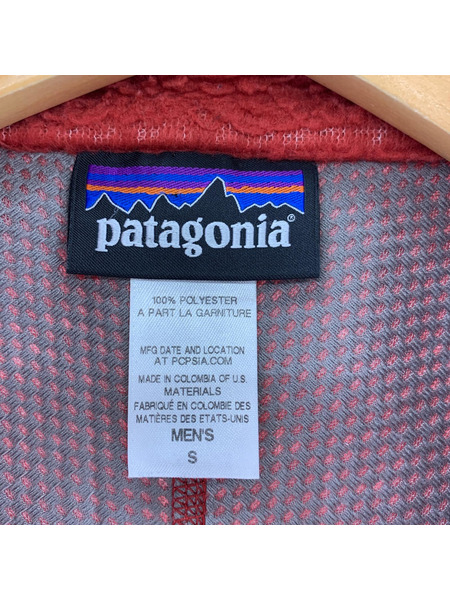 patagonia®
100% POLYESTER
A PART LA GARNITURE
MFG DATE AND LOCATION
AT PCPSIA.COM
MADE IN COLOMBIA OF U.S.
MATERIALS
FABRIQUÉ EN COLOMBIE DES
MATIÈRES DES ETATS-UNIS
MEN'S
S